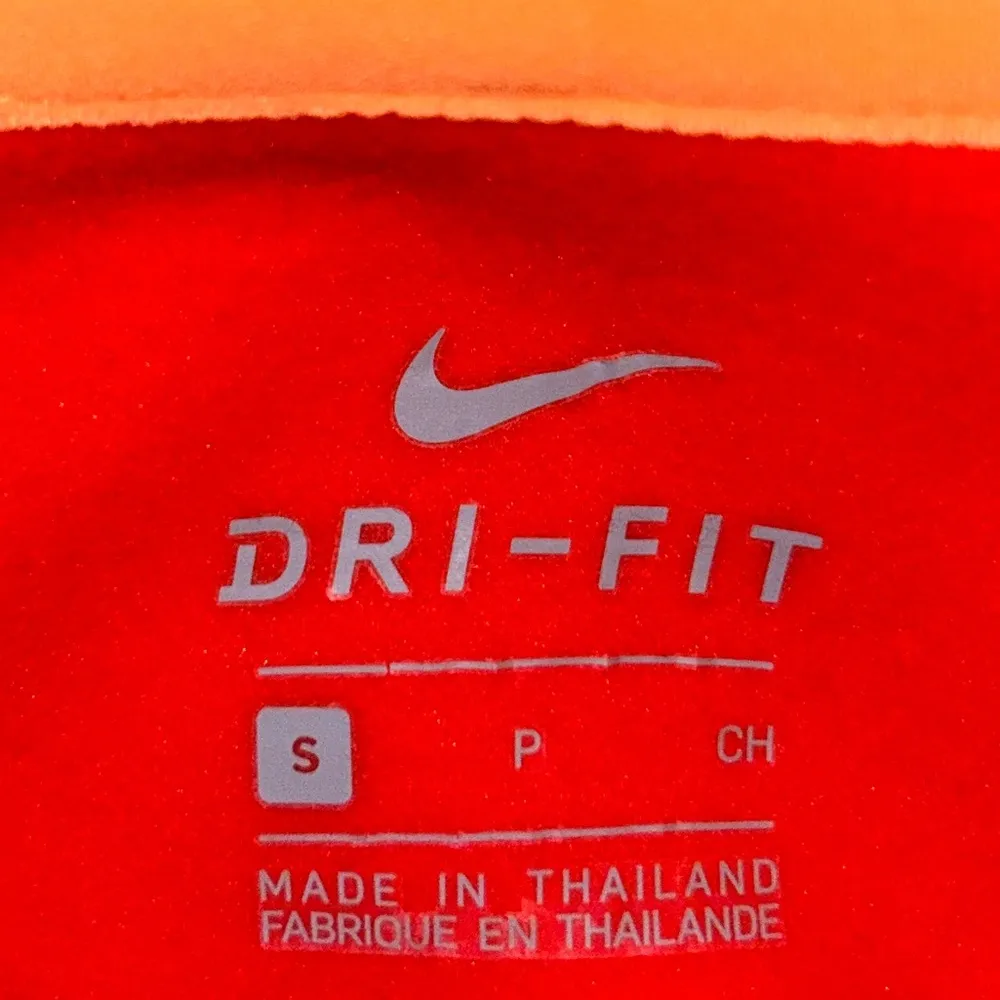 DRI-FIT
S P CH
MADE IN THAILAND
FABRIQUE EN THAILANDE